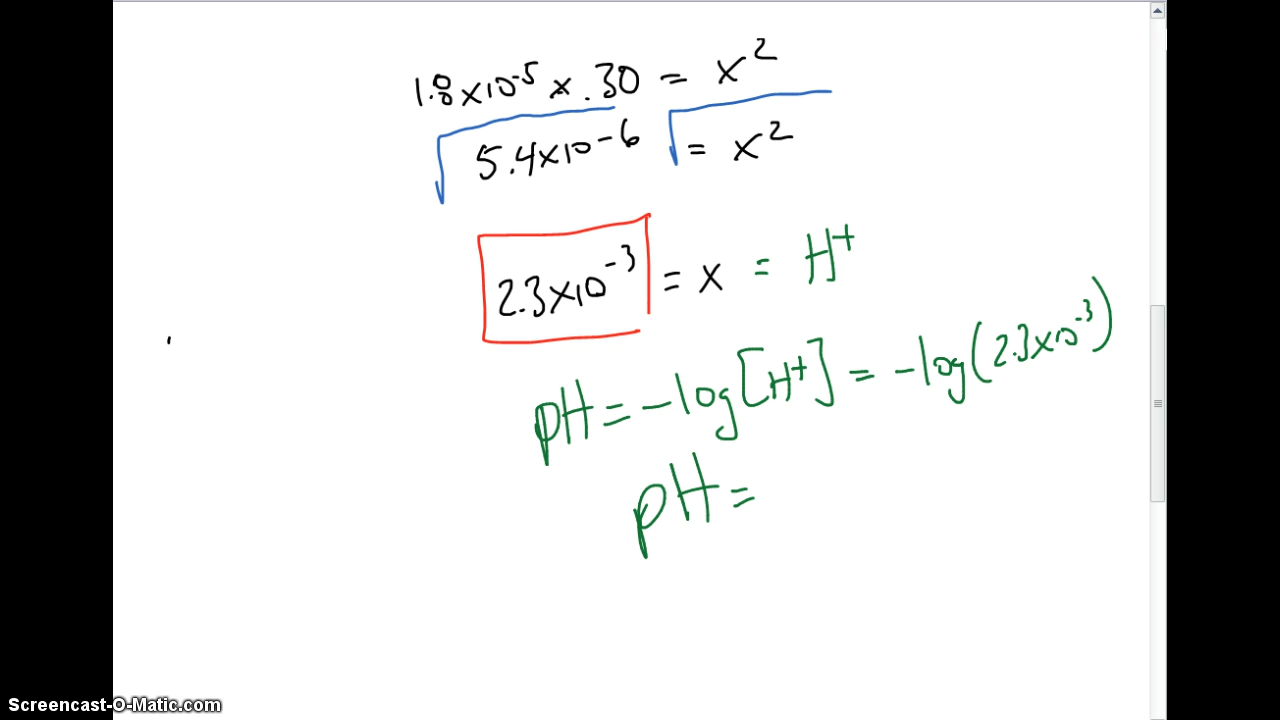 1.8x10⁻⁵ x .30 = x²
√5.4x10⁻⁶ √= x²
2.3x10⁻³ = x = H⁺
pH = -log[H⁺] = -log(2.3x10⁻³)
pH =
Screencast-O-Matic.com